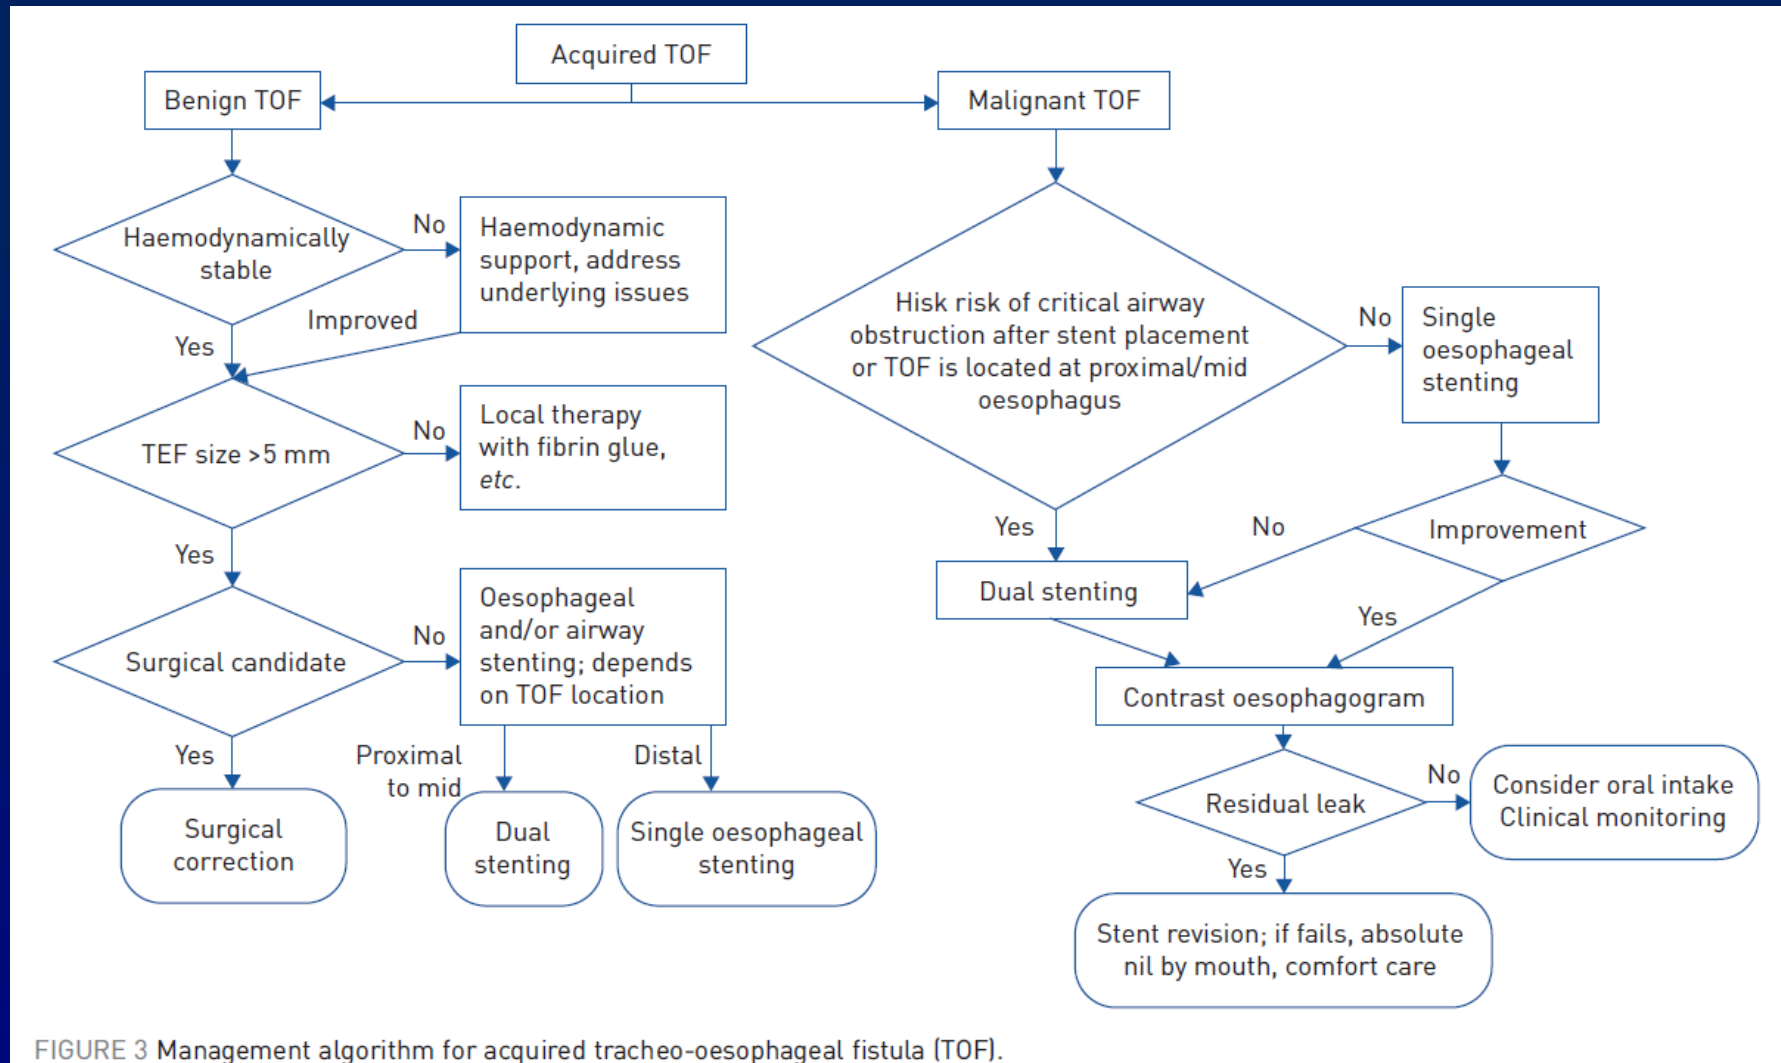 Acquired TOF
Benign TOF
Malignant TOF
Haemodynamically
stable
No
Haemodynamic
support, address
underlying issues
Improved
Yes
TEF size >5 mm
No
Local therapy
with fibrin glue,
etc.
Yes
Surgical candidate
No
Oesophageal
and/or airway
stenting; depends
on TOF location
Yes
Proximal
to mid
Distal
Surgical
correction
Dual
stenting
Single oesophageal
stenting
Hisk risk of critical airway
obstruction after stent placement
or TOF is located at proximal/mid
oesophagus
No
Single
oesophageal
stenting
Yes
No
Improvement
Dual stenting
Yes
Contrast oesophagogram
Residual leak
No
Consider oral intake
Clinical monitoring
Yes
Stent revision; if fails, absolute
nil by mouth, comfort care
FIGURE 3 Management algorithm for acquired tracheo-oesophageal fistula (TOF).